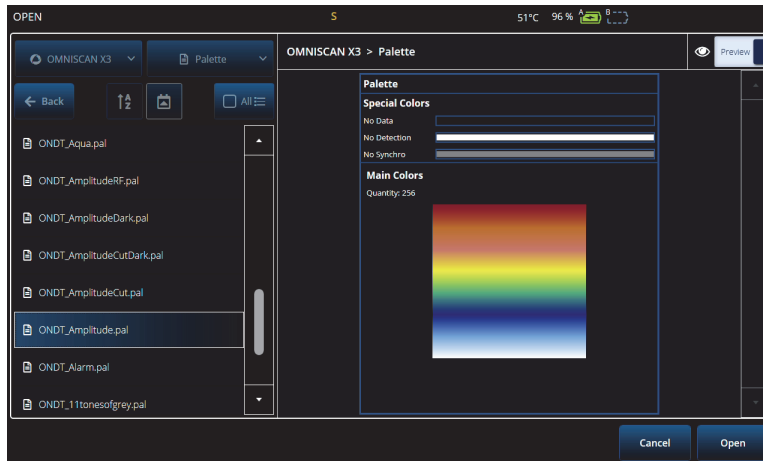 OPEN
S
51°C 96 % A B
OMNISCAN X3
Palette
OMNISCAN X3 > Palette
Preview
Back
A
Z
All
ONDT_Aqua.pal
ONDT_AmplitudeRF.pal
ONDT_AmplitudeDark.pal
ONDT_AmplitudeCutDark.pal
ONDT_AmplitudeCut.pal
ONDT_Amplitude.pal
ONDT_Alarm.pal
ONDT_11tonesofgrey.pal
Palette
Special Colors
No Data
No Detection
No Synchro
Main Colors
Quantity: 256
Cancel
Open